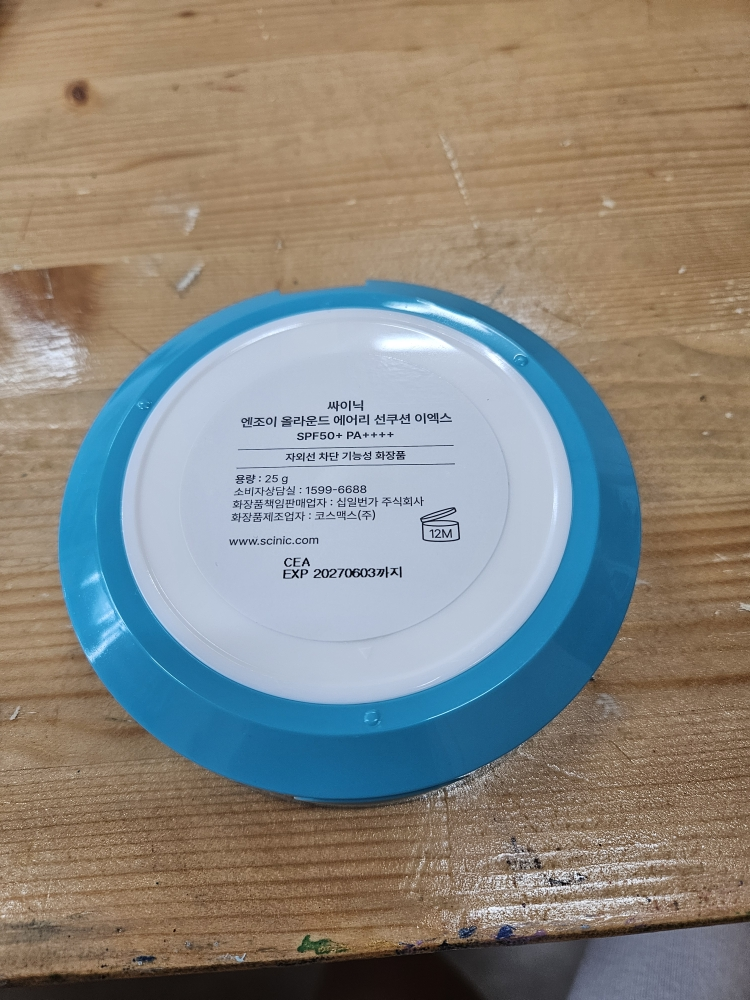 싸이닉
엔조이 올라운드 에어리 선쿠션 이엑스
SPF50+ PA++++
자외선 차단 기능성 화장품
용량 : 25 g
소비자상담실 : 1599-6688
화장품책임판매업자 : 십일번가 주식회사
화장품제조업자 : 코스맥스(주)
12M
www.scinic.com
CEA
EXP 20270603까지